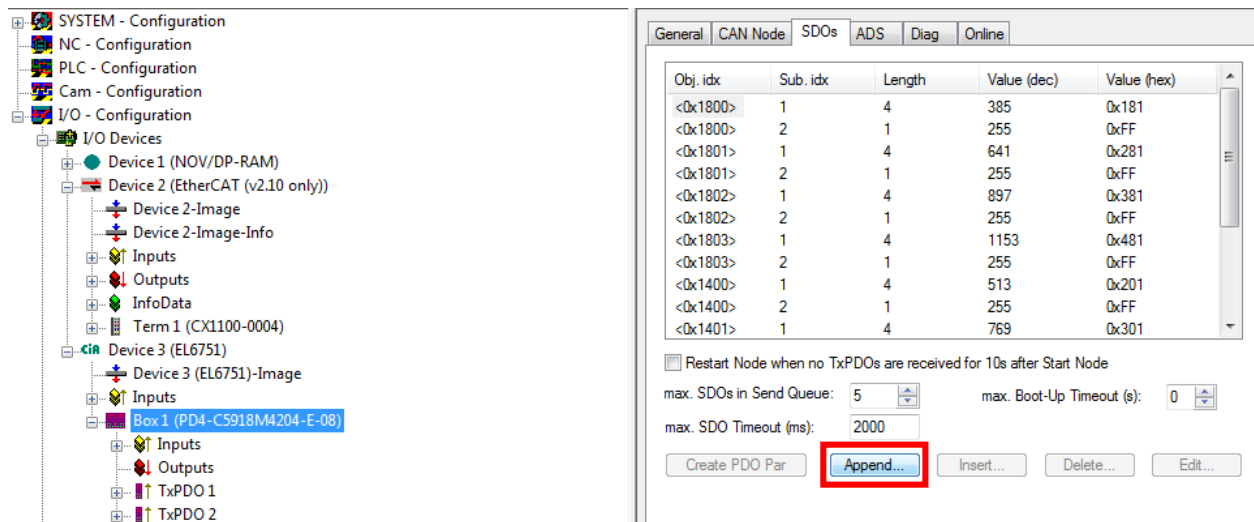 SYSTEM - Configuration
NC - Configuration
PLC - Configuration
Cam - Configuration
I/O - Configuration
I/O Devices
Device 1 (NOV/DP-RAM)
Device 2 (EtherCAT (v2.10 only))
Device 2-Image
Device 2-Image-Info
Inputs
Outputs
InfoData
Term 1 (CX1100-0004)
CiA Device 3 (EL6751)
Device 3 (EL6751)-Image
Inputs
Box 1 (PD4-C5918M4204-E-08)
Inputs
Outputs
TxPDO 1
TxPDO 2
General CAN Node SDOs ADS Diag Online
Obj. idx Sub. idx Length Value (dec) Value (hex)
<0x1800> 1 4 385 0x181
<0x1800> 2 1 255 0xFF
<0x1801> 1 4 641 0x281
<0x1801> 2 1 255 0xFF
<0x1802> 1 4 897 0x381
<0x1802> 2 1 255 0xFF
<0x1803> 1 4 1153 0x481
<0x1803> 2 1 255 0xFF
<0x1400> 1 4 513 0x201
<0x1400> 2 1 255 0xFF
<0x1401> 1 4 769 0x301
Restart Node when no TxPDOs are received for 10s after Start Node
max. SDOs in Send Queue: 5 max. Boot-Up Timeout (s): 0
max. SDO Timeout (ms): 2000
Create PDO Par Append... Insert... Delete... Edit...